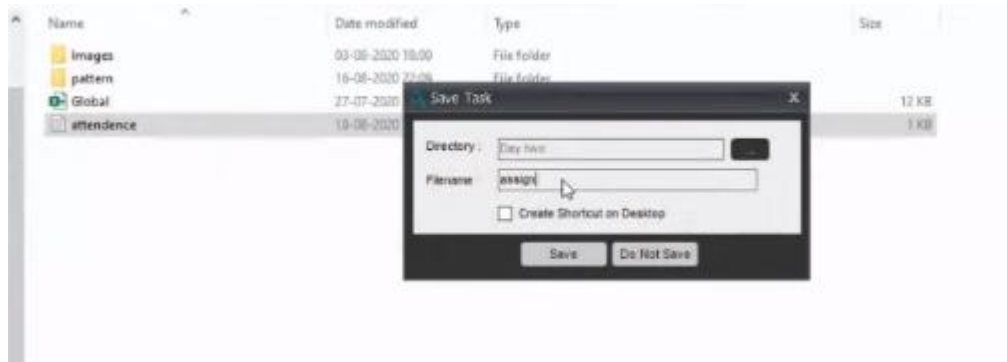 Name Date modified Type Size
Images 03-08-2020 18:00 File folder
pattern 16-08-2020 22:09 File folder
Global 27-07-2020 12 KB
attendence 18-08-2020 1 KB
Save Task X
Directory : Day two ...
Filename assign
Create Shortcut on Desktop
Save Do Not Save